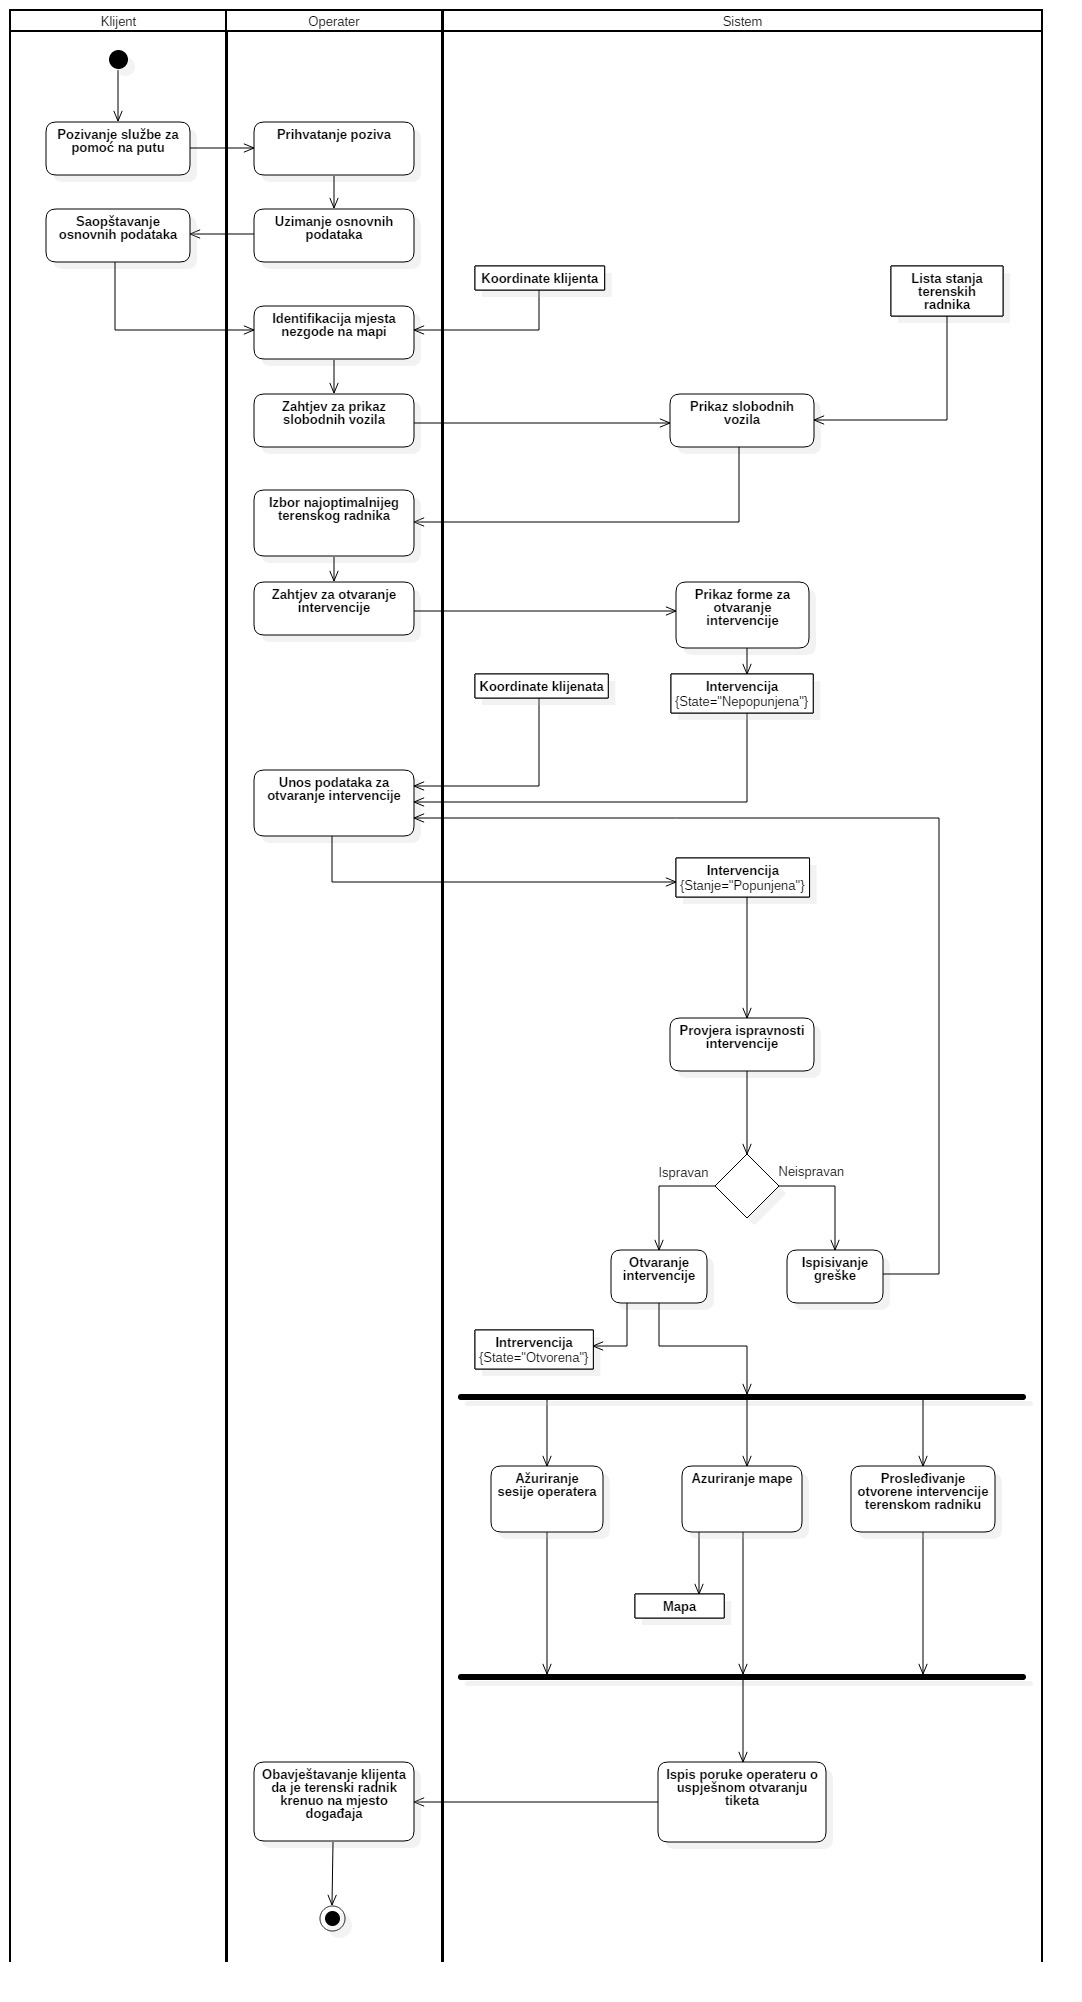 Klijent
Operater
Sistem
Pozivanje službe za
pomoć na putu
Prihvatanje poziva
Saopštavanje
osnovnih podataka
Uzimanje osnovnih
podataka
Koordinate klijenta
Lista stanja
terenskih
radnika
Identifikacija mjesta
nezgode na mapi
Zahtjev za prikaz
slobodnih vozila
Prikaz slobodnih
vozila
Izbor najoptimalnijeg
terenskog radnika
Zahtjev za otvaranje
intervencije
Prikaz forme za
otvaranje
intervencije
Koordinate klijenata
Intervencija
{State="Nepopunjena"}
Unos podataka za
otvaranje intervencije
Intervencija
{Stanje="Popunjena"}
Provjera ispravnosti
intervencije
Ispravan
Neispravan
Otvaranje
intervencije
Ispisivanje
greške
Intrervencija
{State="Otvorena"}
Ažuriranje
sesije operatera
Azuriranje mape
Prosleđivanje
otvorene intervencije
terenskom radniku
Mapa
Obavještavanje klijenta
da je terenski radnik
krenuo na mjesto
događaja
Ispis poruke operateru o
uspješnom otvaranju
tiketa